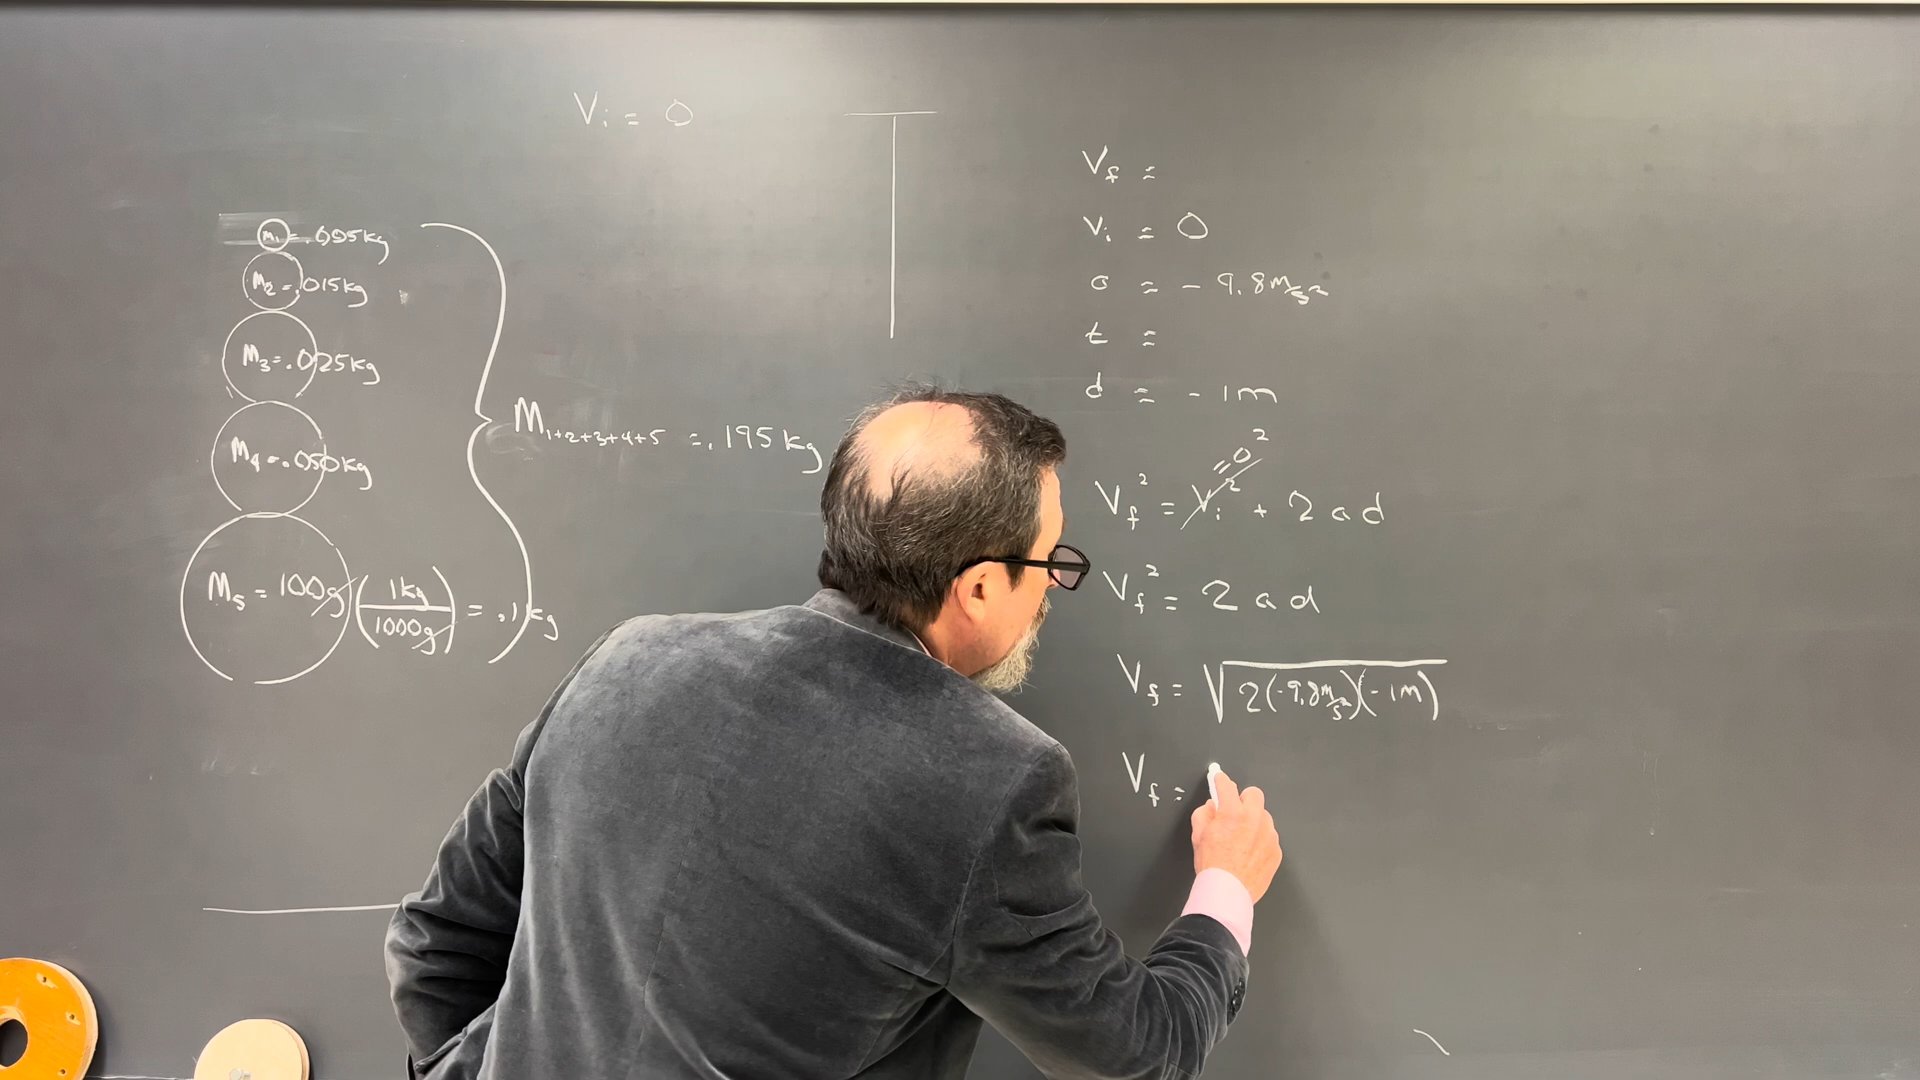 Vi = 0
m1 = .005kg
m2 = .015kg
m3 = .025kg
m4 = .050kg
m5 = 100g (1kg/1000g) = .1kg
M1+2+3+4+5 = .195kg
Vf =
Vi = 0
a = - 9.8m/s²
t =
d = - 1m
Vf² = Vi² =0² + 2ad
Vf² = 2ad
Vf = √2(-9.8m/s²)(-1m)
Vf =